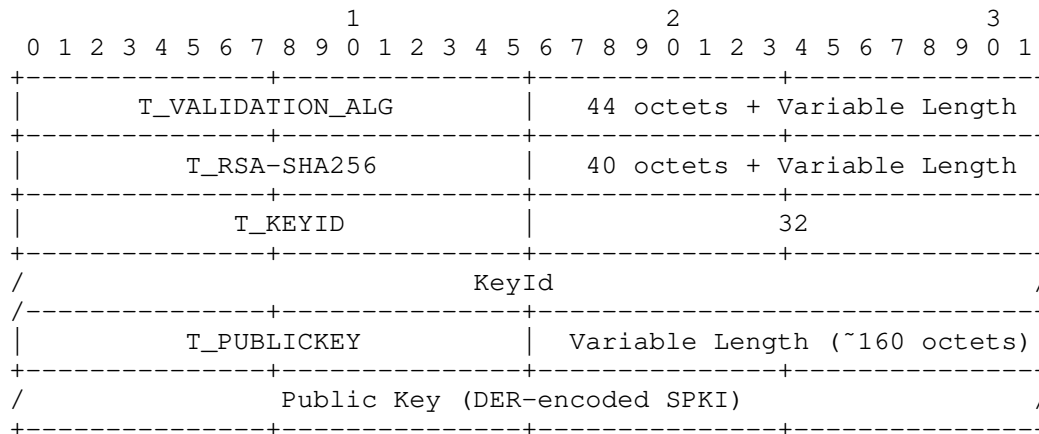 1 2 3
0 1 2 3 4 5 6 7 8 9 0 1 2 3 4 5 6 7 8 9 0 1 2 3 4 5 6 7 8 9 0 1
+---------------+---------------+---------------+--------------
| T_VALIDATION_ALG | 44 octets + Variable Length
+---------------+---------------+---------------+--------------
| T_RSA-SHA256 | 40 octets + Variable Length
+---------------+---------------+---------------+--------------
| T_KEYID | 32
+---------------+---------------+---------------+--------------
/ KeyId /
/---------------+---------------+------------------------------
| T_PUBLICKEY | Variable Length (˜160 octets)
+---------------+---------------+---------------+--------------
/ Public Key (DER-encoded SPKI) /
+---------------+---------------+---------------+--------------